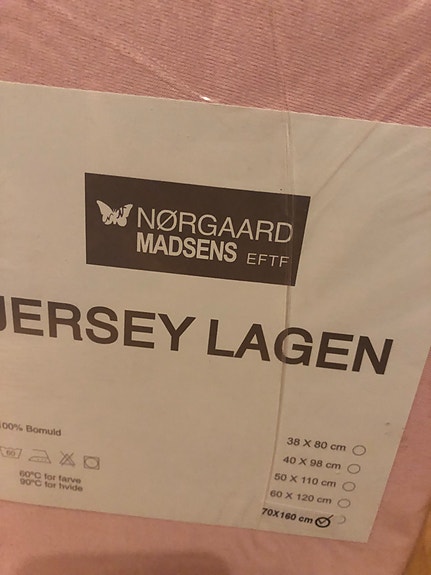 NØRGAARD
MADSENS EFTF
JERSEY LAGEN
100% Bomuld
60
60°C for farve
90°C for hvide
38 X 80 cm
40 X 98 cm
50 X 110 cm
60 X 120 cm
70X160 cm